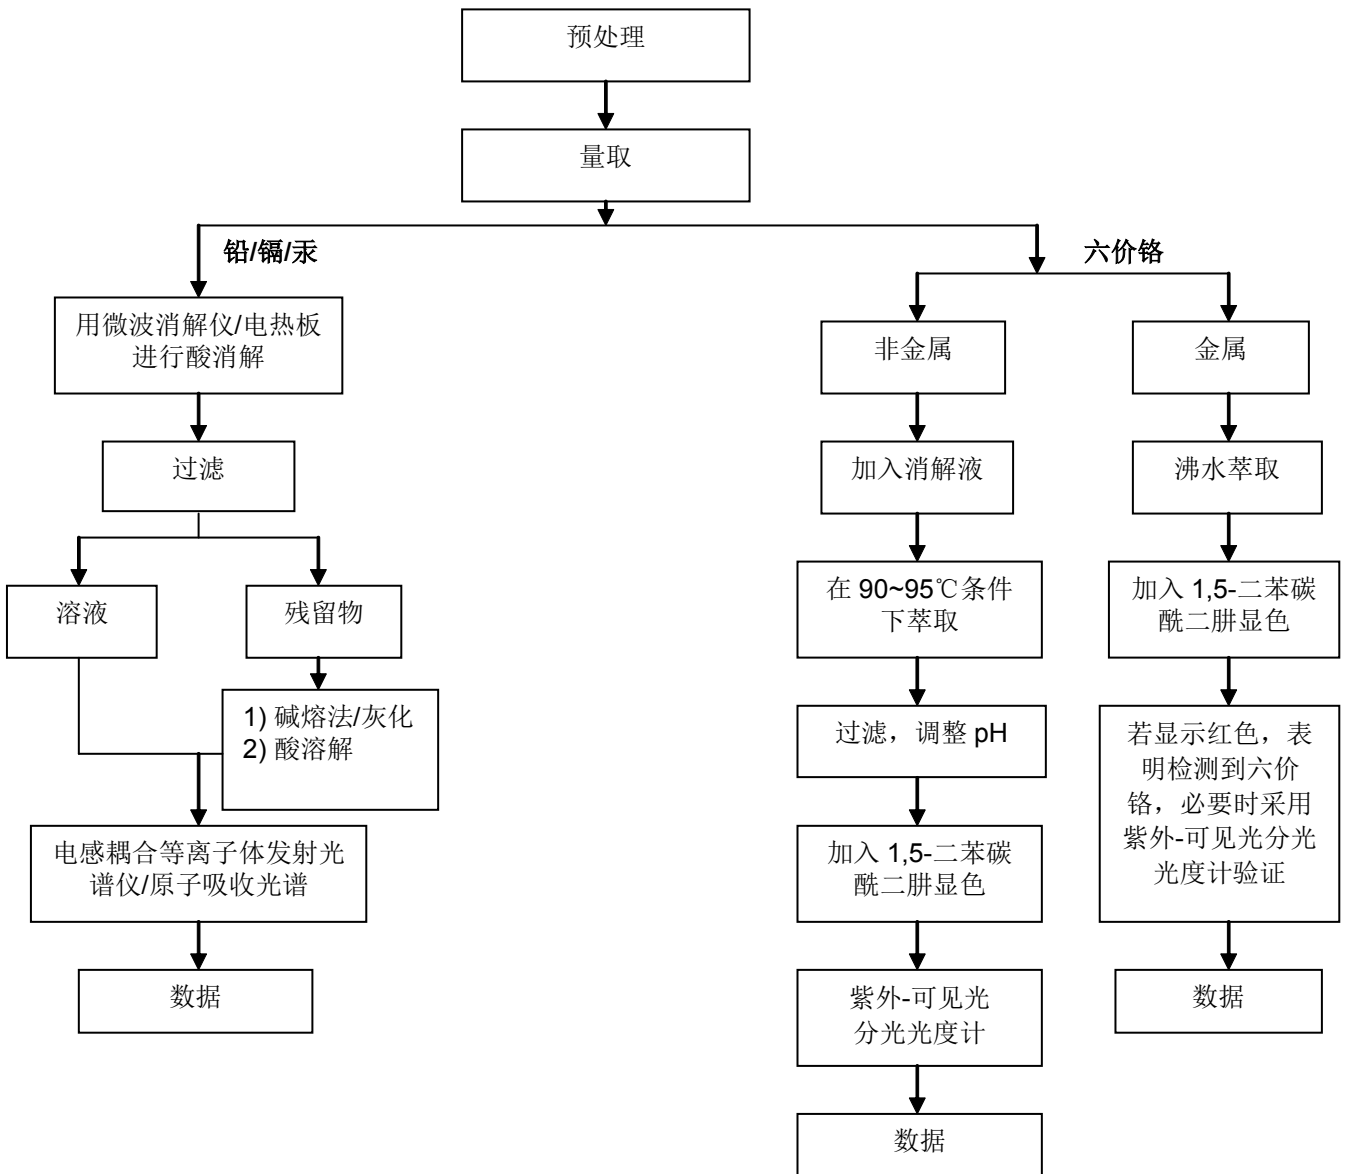 预处理
量取
铅/镉/汞
六价铬
用微波消解仪/电热板
进行酸消解
过滤
溶液
残留物
1) 碱熔法/灰化
2) 酸溶解
电感耦合等离子体发射光
谱仪/原子吸收光谱
数据
非金属
加入消解液
在 90~95℃条件
下萃取
过滤，调整 pH
加入 1,5-二苯碳
酰二肼显色
紫外-可见光
分光光度计
数据
金属
沸水萃取
加入 1,5-二苯碳
酰二肼显色
若显示红色，表
明检测到六价
铬，必要时采用
紫外-可见光分光
光度计验证
数据